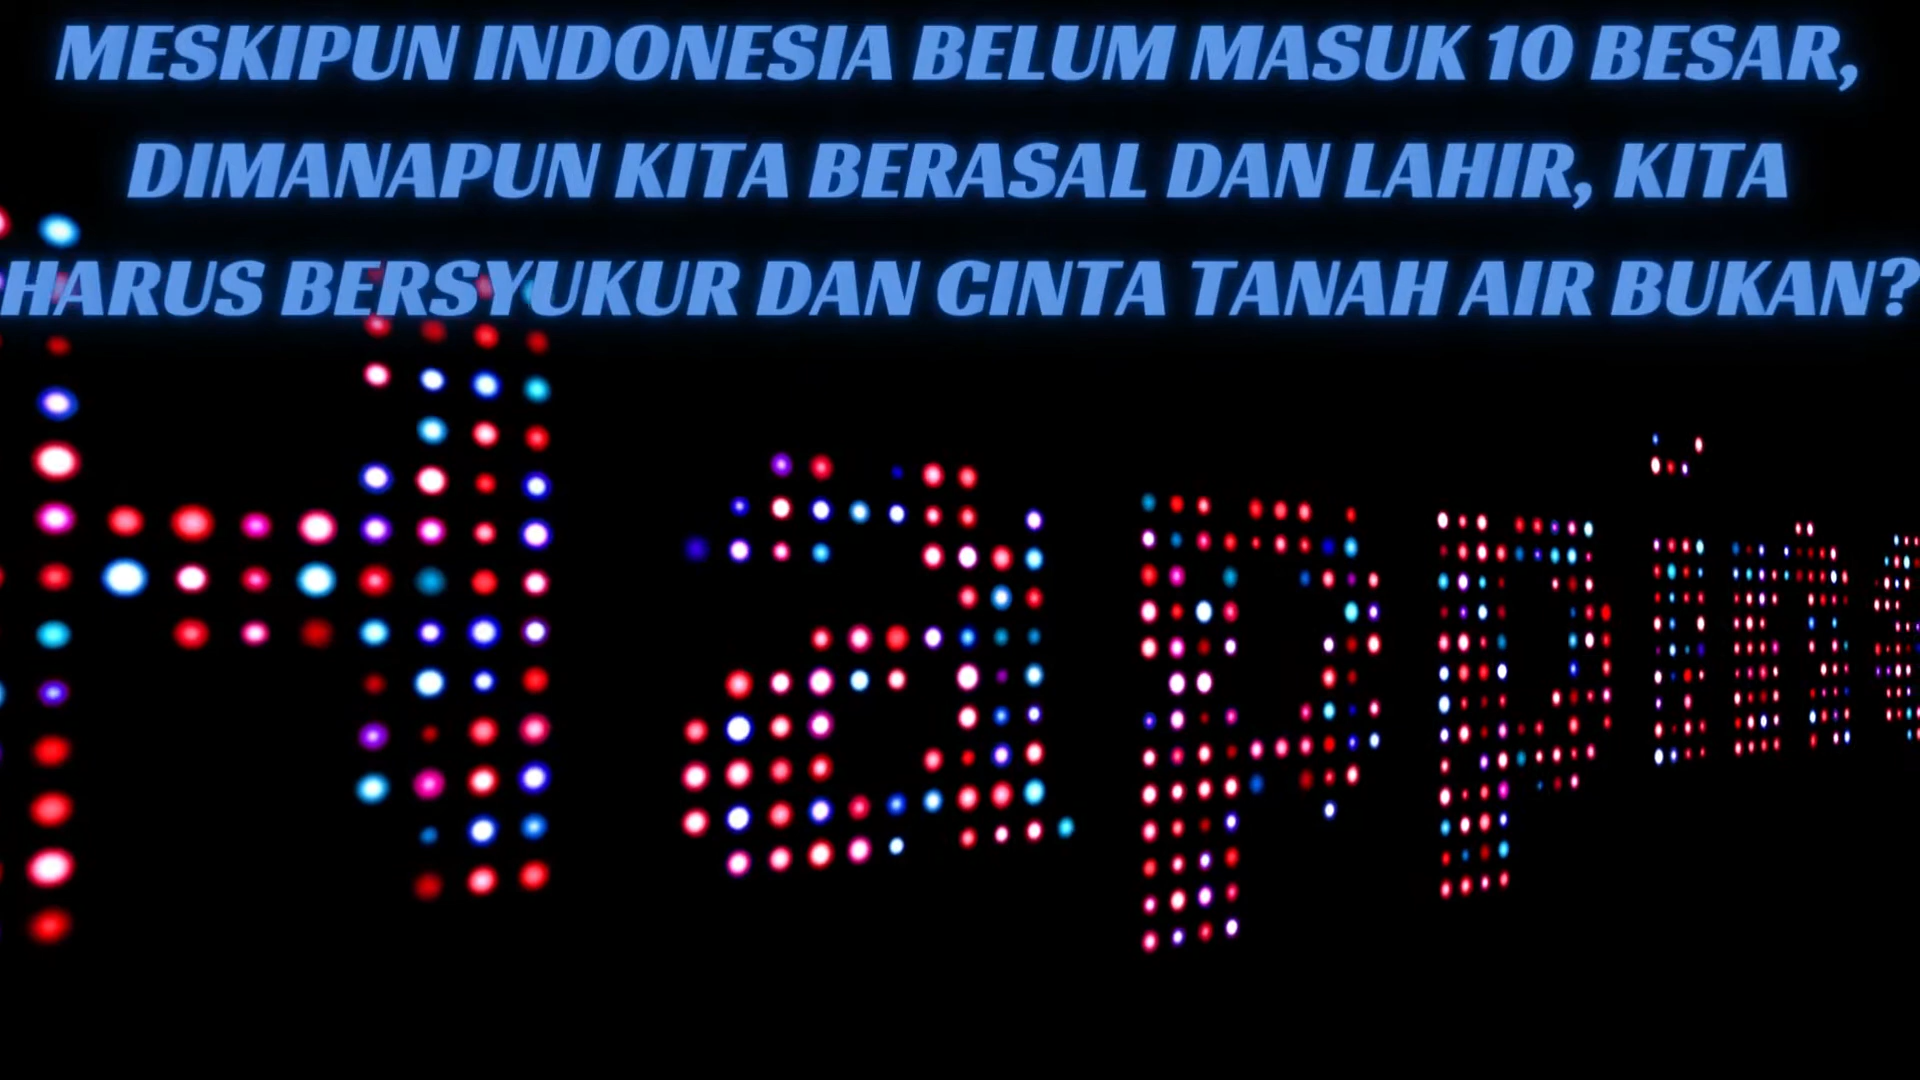 MESKIPUN INDONESIA BELUM MASUK 10 BESAR,
DIMANAPUN KITA BERASAL DAN LAHIR, KITA
HARUS BERSYUKUR DAN CINTA TANAH AIR BUKAN?